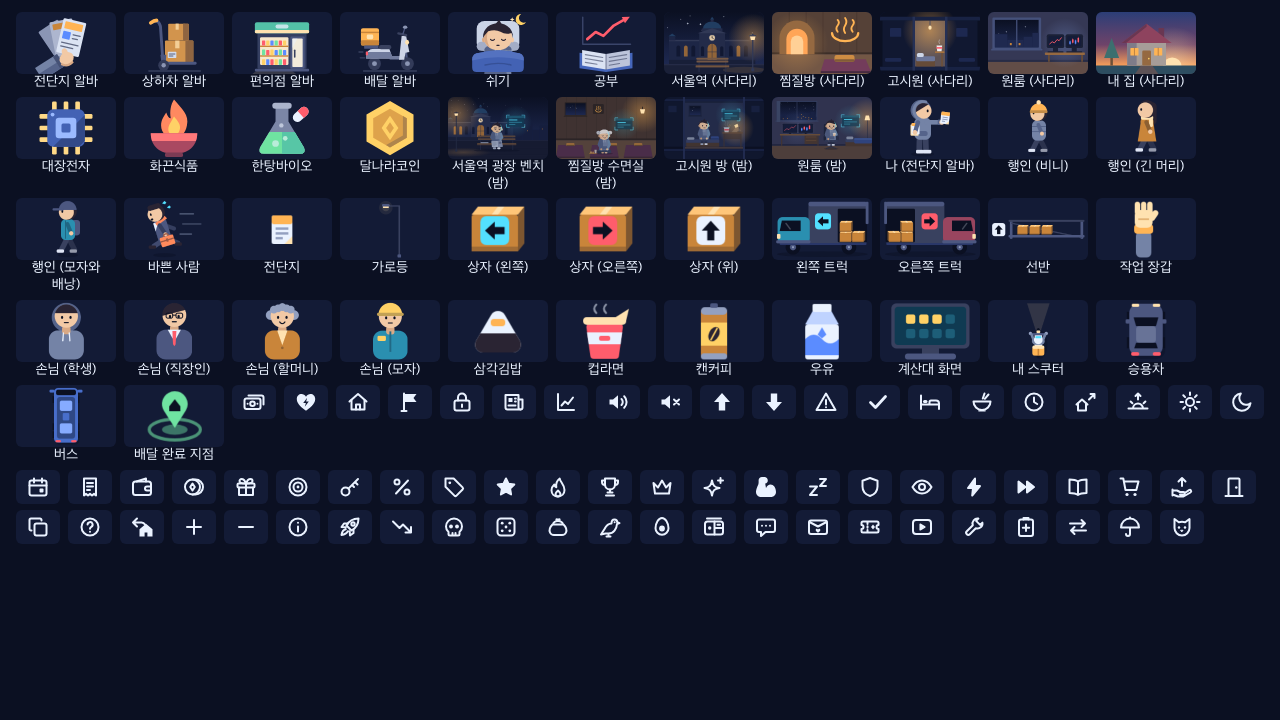 전단지 알바
상하차 알바
편의점 알바
배달 알바
쉬기
공부
서울역 (사다리)
찜질방 (사다리)
고시원 (사다리)
원룸 (사다리)
내 집 (사다리)
대장전자
화끈식품
한탕바이오
달나라코인
서울역 광장 벤치
(밤)
찜질방 수면실
(밤)
고시원 방 (밤)
원룸 (밤)
나 (전단지 알바)
행인 (비니)
행인 (긴 머리)
행인 (모자와
배낭)
바쁜 사람
전단지
가로등
상자 (왼쪽)
상자 (오른쪽)
상자 (위)
왼쪽 트럭
오른쪽 트럭
선반
작업 장갑
손님 (학생)
손님 (직장인)
손님 (할머니)
손님 (모자)
삼각김밥
컵라면
캔커피
우유
계산대 화면
내 스쿠터
승용차
버스
배달 완료 지점